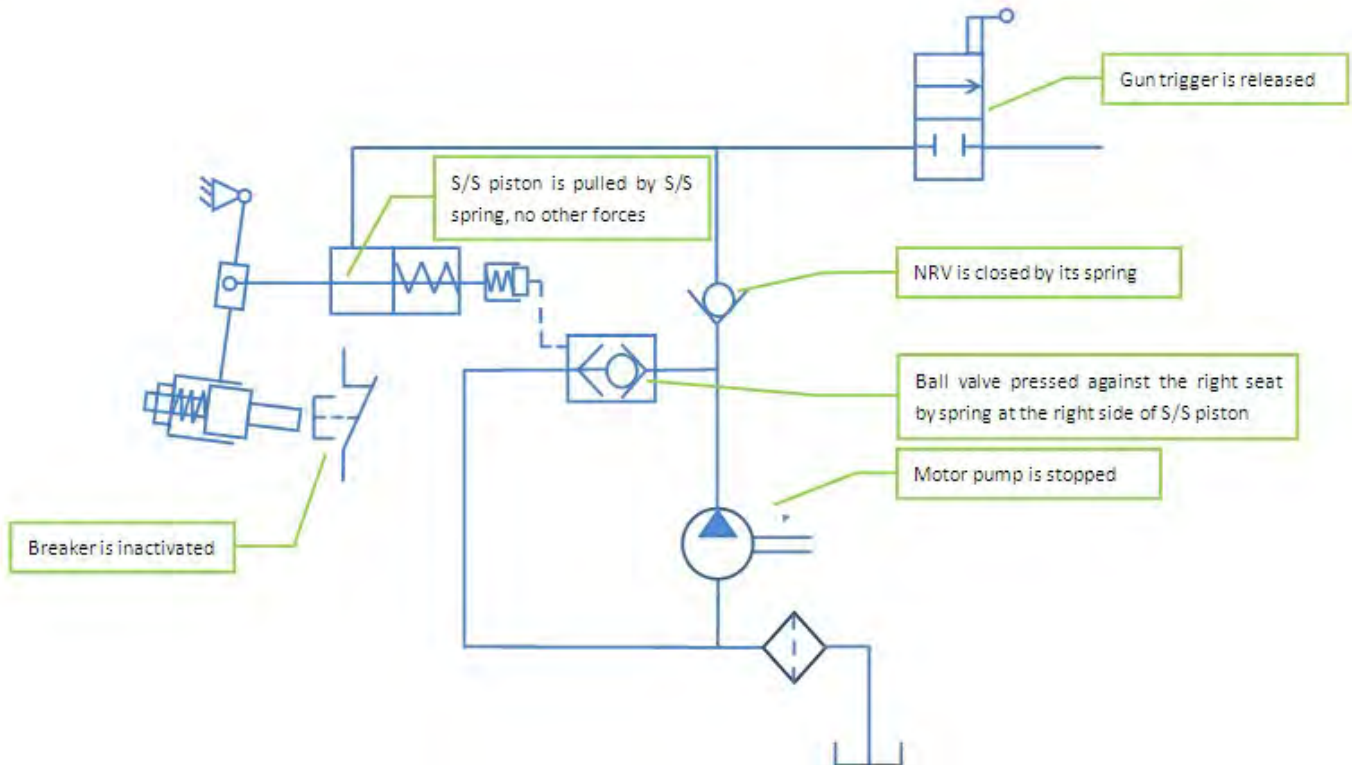 Gun trigger is released
S/S piston is pulled by S/S
spring, no other forces
NRV is closed by its spring
Ball valve pressed against the right seat
by spring at the right side of S/S piston
Motor pump is stopped
Breaker is inactivated